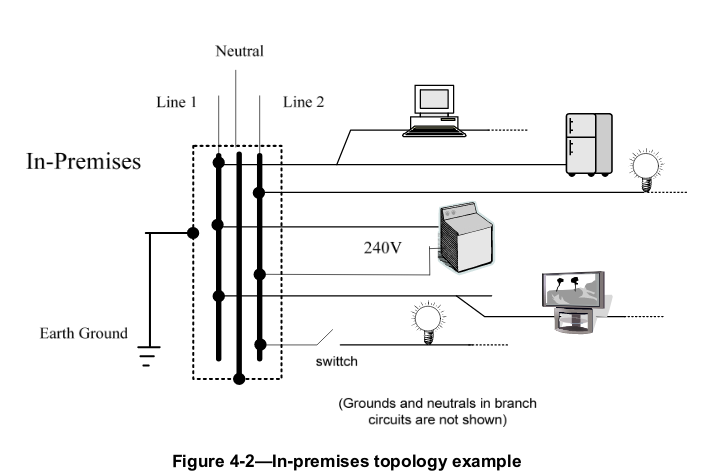 Neutral
Line 1
Line 2
In-Premises
240V
Earth Ground
swittch
(Grounds and neutrals in branch
circuits are not shown)
Figure 4-2—In-premises topology example